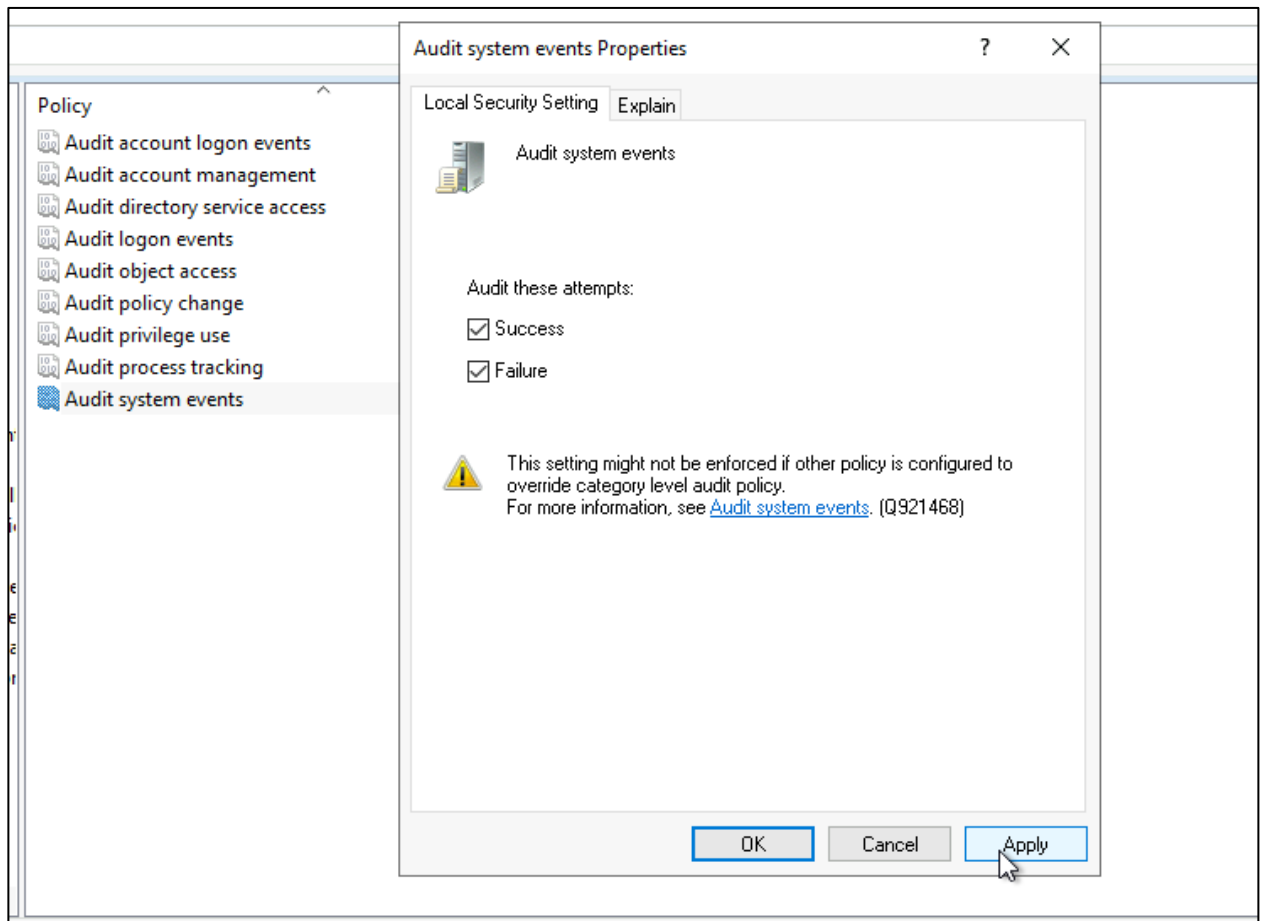 Audit system events Properties
?
Local Security Setting
Explain
Policy
Audit account logon events
Audit account management
Audit directory service access
Audit logon events
Audit object access
Audit policy change
Audit privilege use
Audit process tracking
Audit system events
Audit system events
Audit these attempts:
Success
Failure
This setting might not be enforced if other policy is configured to
override category level audit policy.
For more information, see Audit system events. (Q921468)
OK
Cancel
Apply